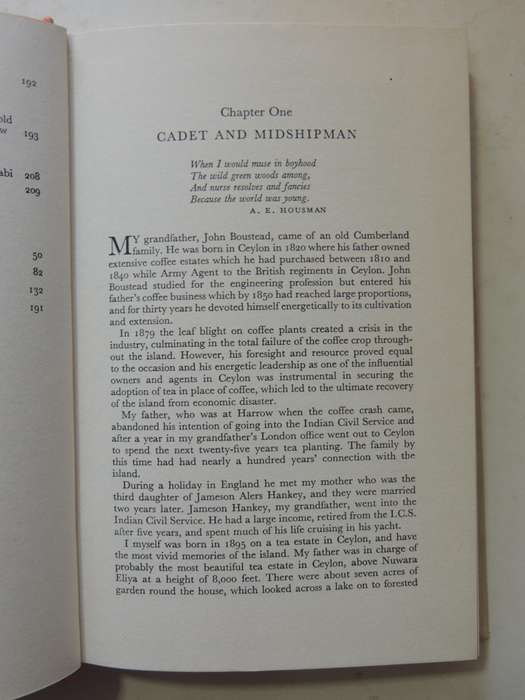 192
old
w 193
abi 208
209
50
82
132
191
Chapter One
CADET AND MIDSHIPMAN
When I would muse in boyhood
The wild green woods among,
And nurse resolves and fancies
Because the world was young.
A. E. HOUSMAN
MY grandfather, John Boustead, came of an old Cumberland
family. He was born in Ceylon in 1820 where his father owned
extensive coffee estates which he had purchased between 1810 and
1840 while Army Agent to the British regiments in Ceylon. John
Boustead studied for the engineering profession but entered his
father's coffee business which by 1850 had reached large proportions,
and for thirty years he devoted himself energetically to its cultivation
and extension.
In 1879 the leaf blight on coffee plants created a crisis in the
industry, culminating in the total failure of the coffee crop through-
out the island. However, his foresight and resource proved equal
to the occasion and his energetic leadership as one of the influential
owners and agents in Ceylon was instrumental in securing the
adoption of tea in place of coffee, which led to the ultimate recovery
of the island from economic disaster.
My father, who was at Harrow when the coffee crash came,
abandoned his intention of going into the Indian Civil Service and
after a year in my grandfather's London office went out to Ceylon
to spend the next twenty-five years tea planting. The family by
this time had had nearly a hundred years' connection with the
island.
During a holiday in England he met my mother who was the
third daughter of Jameson Alers Hankey, and they were married
two years later. Jameson Hankey, my grandfather, went into the
Indian Civil Service. He had a large income, retired from the I.C.S.
after five years, and spent much of his life cruising in his yacht.
I myself was born in 1895 on a tea estate in Ceylon, and have
the most vivid memories of the island. My father was in charge of
probably the most beautiful tea estate in Ceylon, above Nuwara
Eliya at a height of 8,000 feet. There were about seven acres of
garden round the house, which looked across a lake on to forested